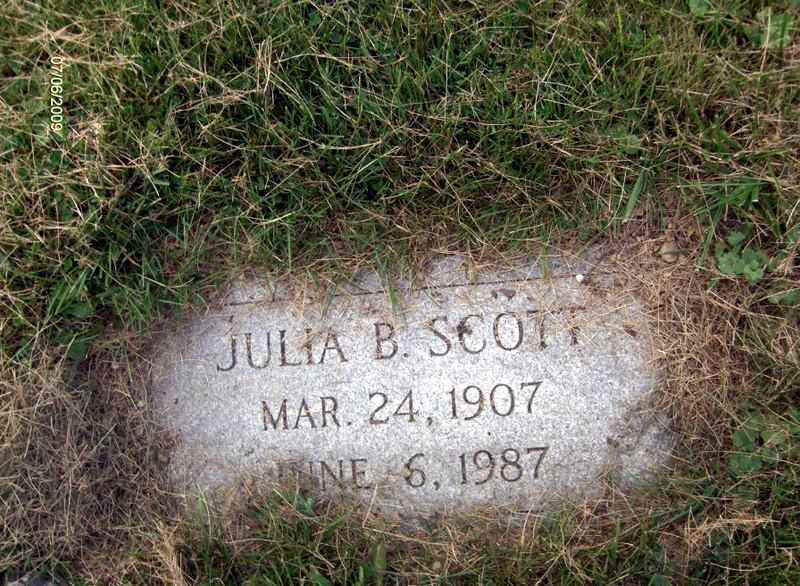 07/06/2009
JULIA B. SCOTT
MAR. 24, 1907
JUNE 6, 1987